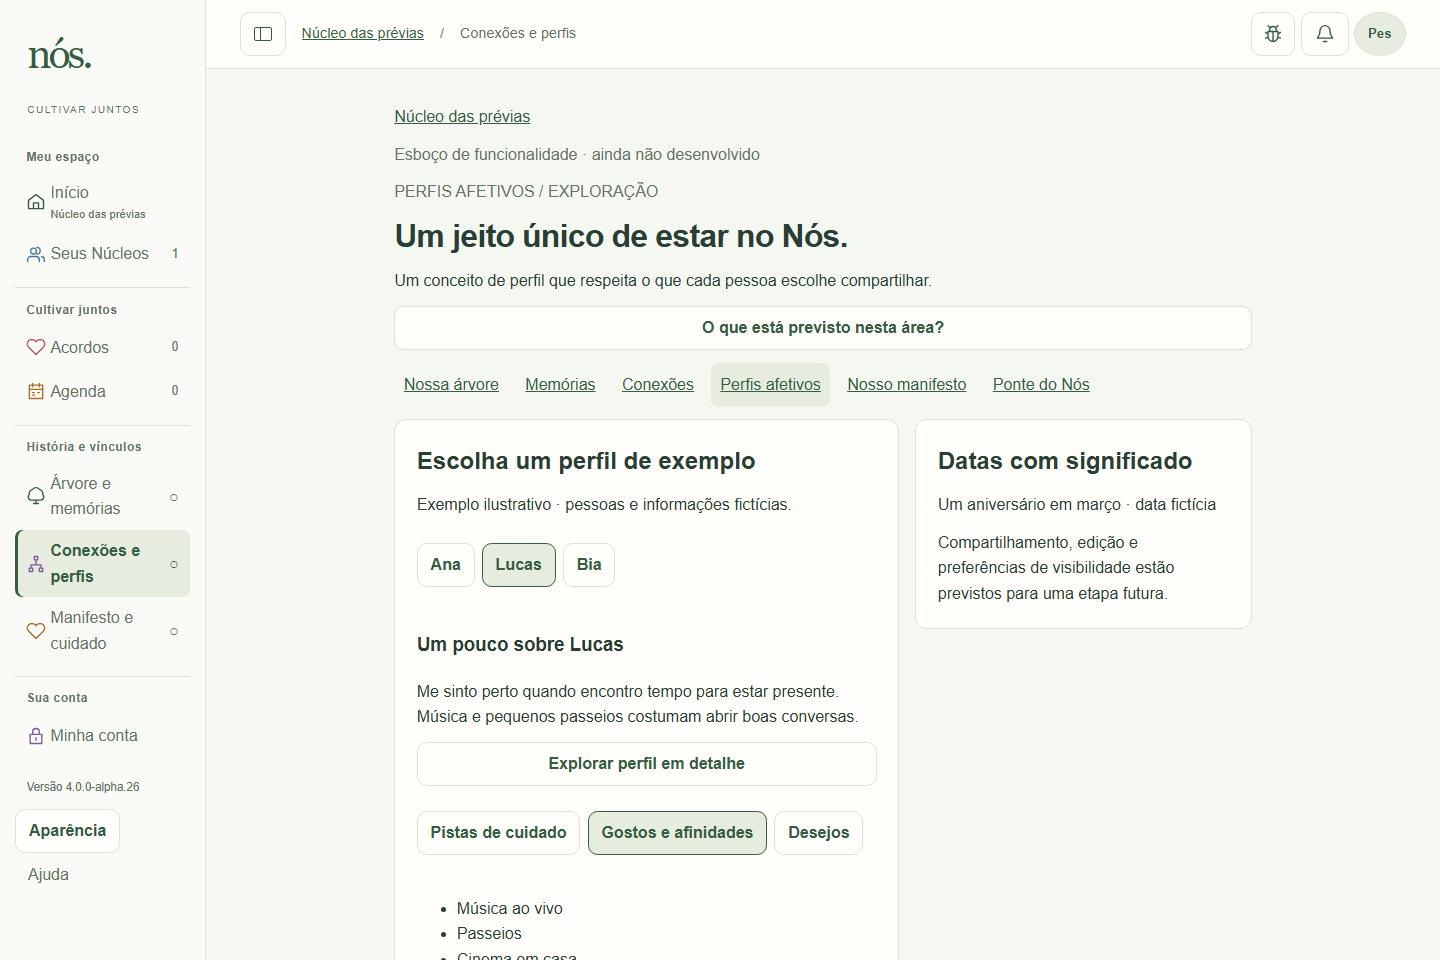 nós.
CULTIVAR JUNTOS
Meu espaço
Início
Núcleo das prévias
Seus Núcleos 1
Cultivar juntos
Acordos 0
Agenda 0
História e vínculos
Árvore e
memórias
Conexões e
perfis
Manifesto e
cuidado
Sua conta
Minha conta
Versão 4.0.0-alpha.26
Aparência
Ajuda
Núcleo das prévias / Conexões e perfis
Pes
Núcleo das prévias
Esboço de funcionalidade · ainda não desenvolvido
PERFIS AFETIVOS / EXPLORAÇÃO
Um jeito único de estar no Nós.
Um conceito de perfil que respeita o que cada pessoa escolhe compartilhar.
O que está previsto nesta área?
Nossa árvore Memórias Conexões Perfis afetivos Nosso manifesto Ponte do Nós
Escolha um perfil de exemplo
Exemplo ilustrativo · pessoas e informações fictícias.
Ana Lucas Bia
Um pouco sobre Lucas
Me sinto perto quando encontro tempo para estar presente.
Música e pequenos passeios costumam abrir boas conversas.
Explorar perfil em detalhe
Pistas de cuidado Gostos e afinidades Desejos
• Música ao vivo
• Passeios
• Cinema em casa
Datas com significado
Um aniversário em março · data fictícia
Compartilhamento, edição e
preferências de visibilidade estão
previstos para uma etapa futura.